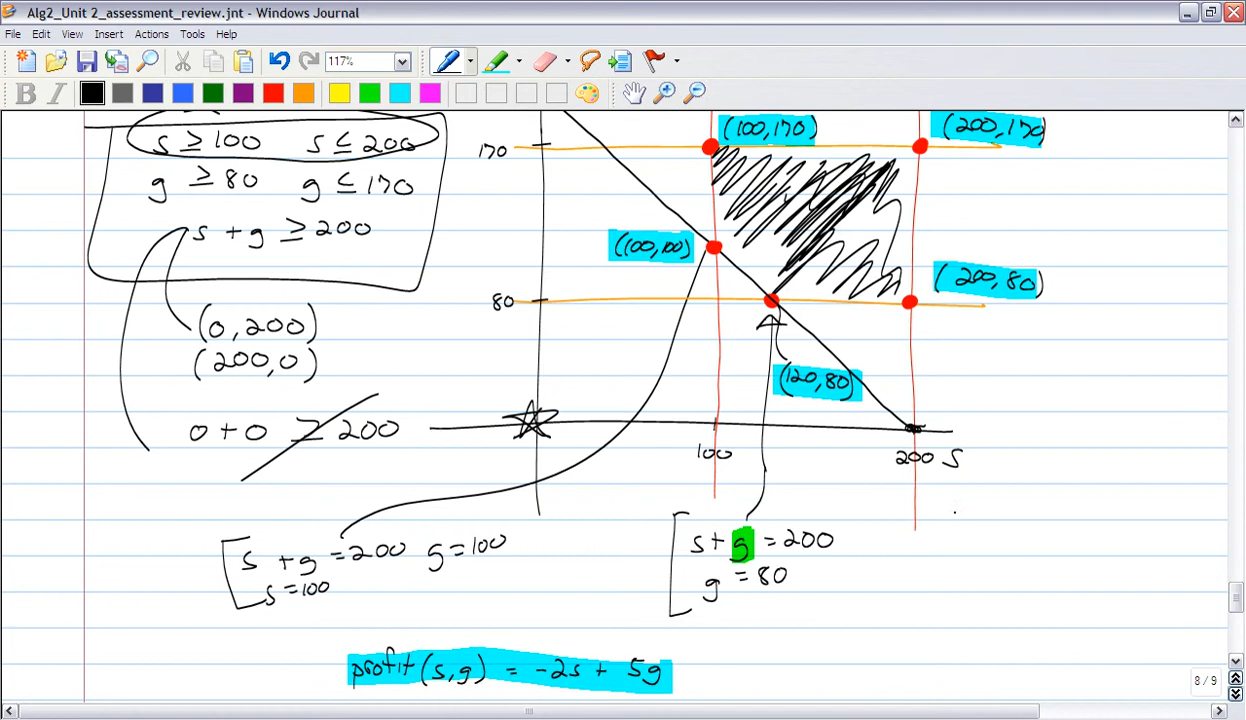 Alg2_Unit 2_assessment_review.jnt - Windows Journal
File Edit View Insert Actions Tools Help
117%
B I
s ≥ 100 s ≤ 200
g ≥ 80 g ≤ 170
s + g ≥ 200
(0,200)
(200,0)
0 + 0 ≥ 200
170
(100,170)
(200,170)
((100,100)
80
(200,80)
(120,80)
100
200 S
s + g = 200 g = 100
s = 100
s + g = 200
g = 80
profit(s,g) = -2s + 5g
8 / 9